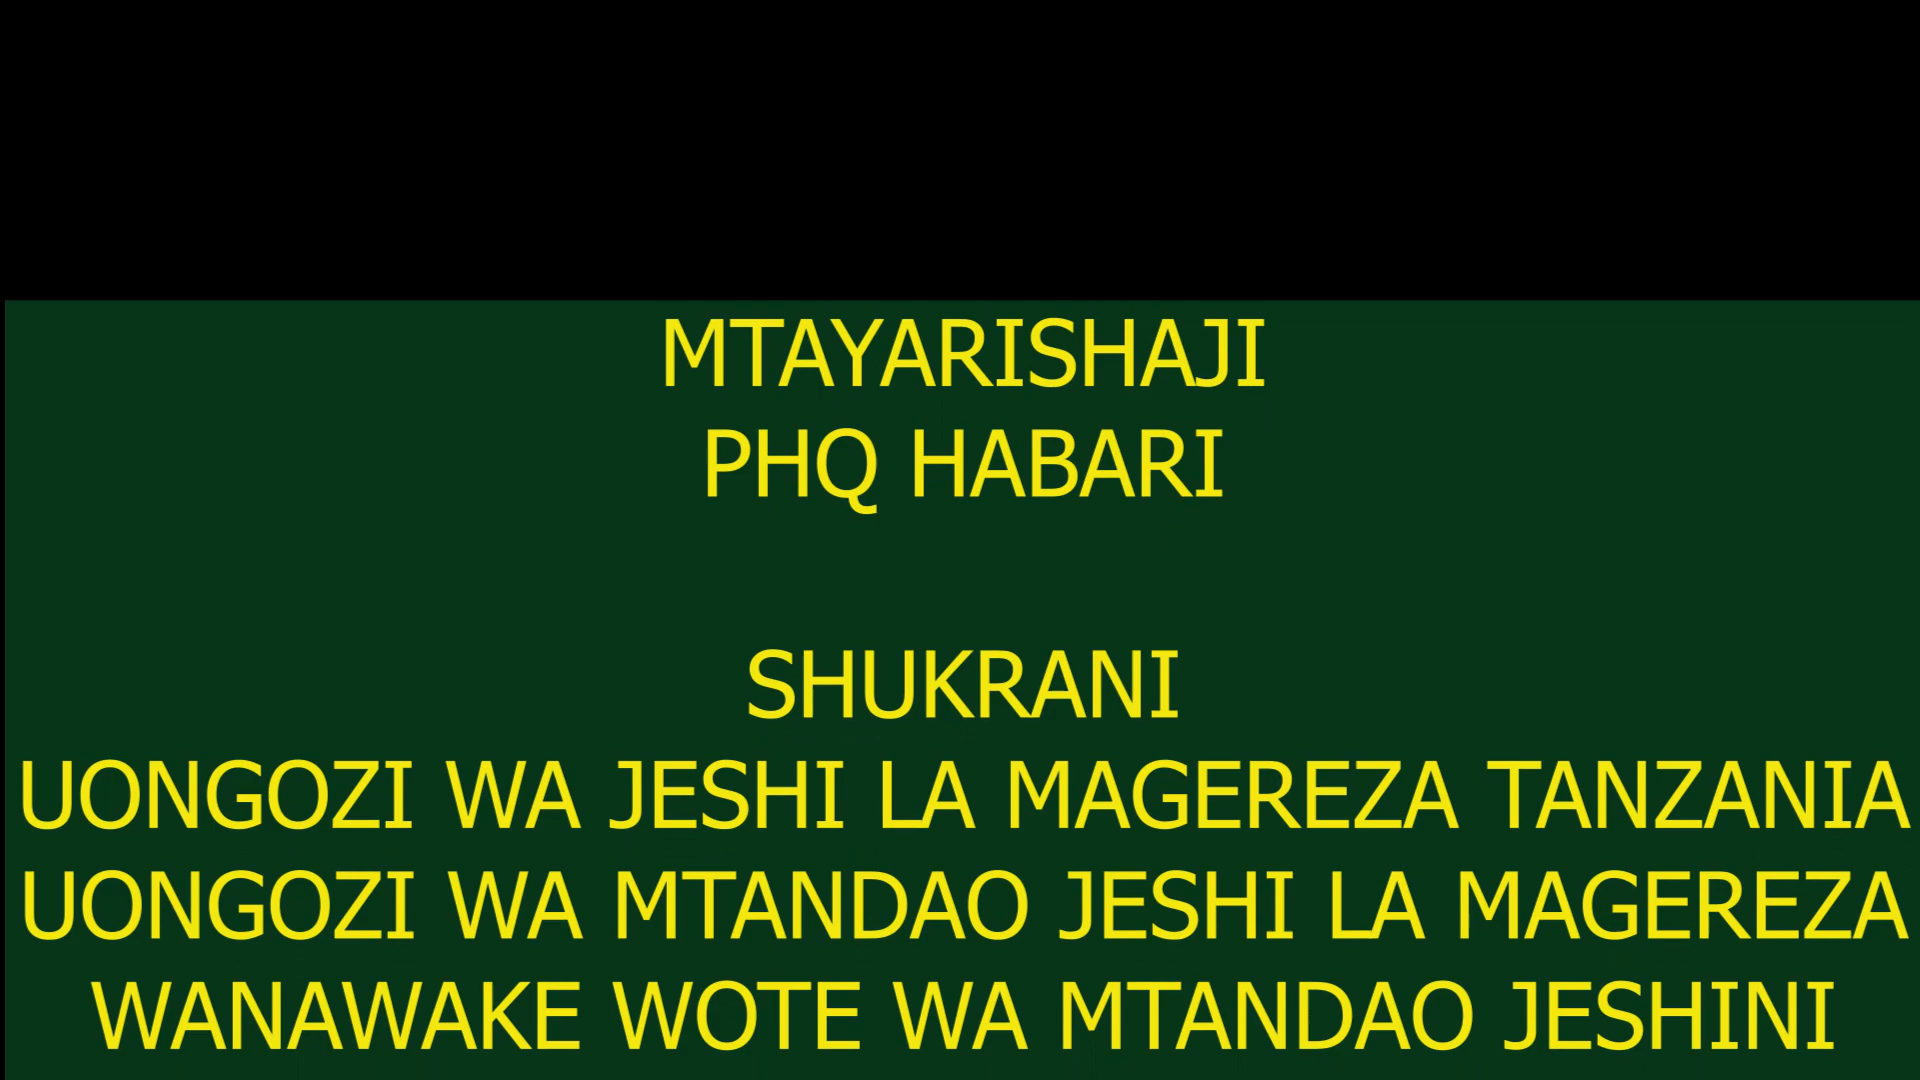 MTAYARISHAJI
PHQ HABARI
SHUKRANI
UONGOZI WA JESHI LA MAGEREZA TANZANIA
UONGOZI WA MTANDAO JESHI LA MAGEREZA
WANAWAKE WOTE WA MTANDAO JESHINI